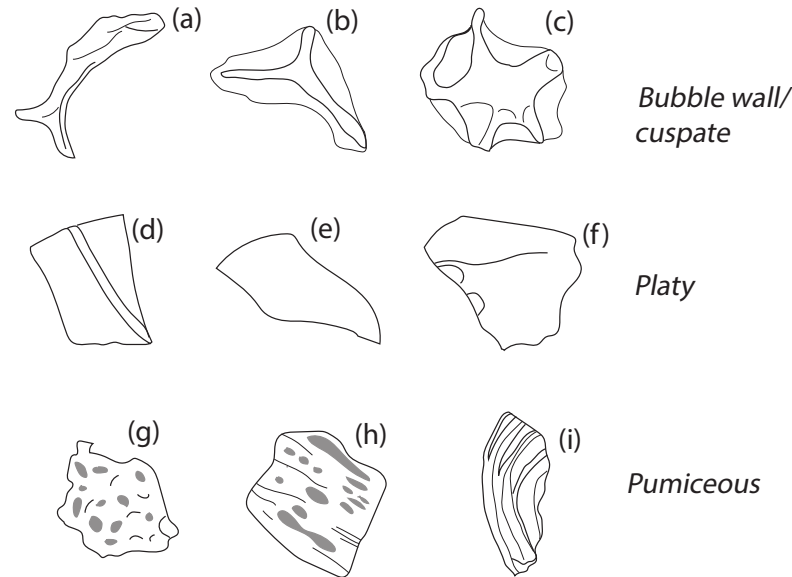 (a)
(b)
(c)
Bubble wall/
cuspate
(d)
(e)
(f)
Platy
(g)
(h)
(i)
Pumiceous